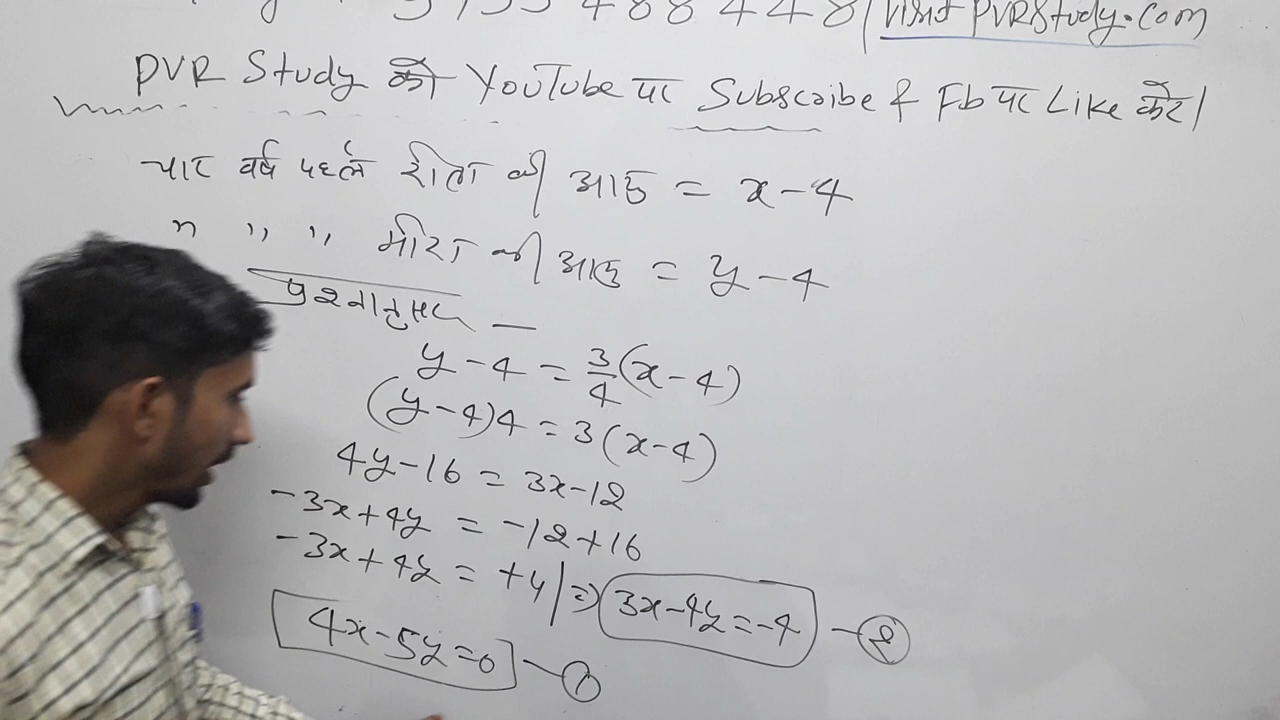 488448| Visit PVRStudy.com
PVR Study को YouTube पर Subscribe & Fb पर Like करें।
चार वर्ष पहले रीता की आयु = x-4
" " " मीरा की आयु = y-4
प्रश्नानुसार —
y-4 = 3/4(x-4)
(y-4)4 = 3(x-4)
4y-16 = 3x-12
-3x+4y = -12+16
-3x+4y = +4 | ⇒ 3x-4y=-4 —②
4x-5y=0 —①